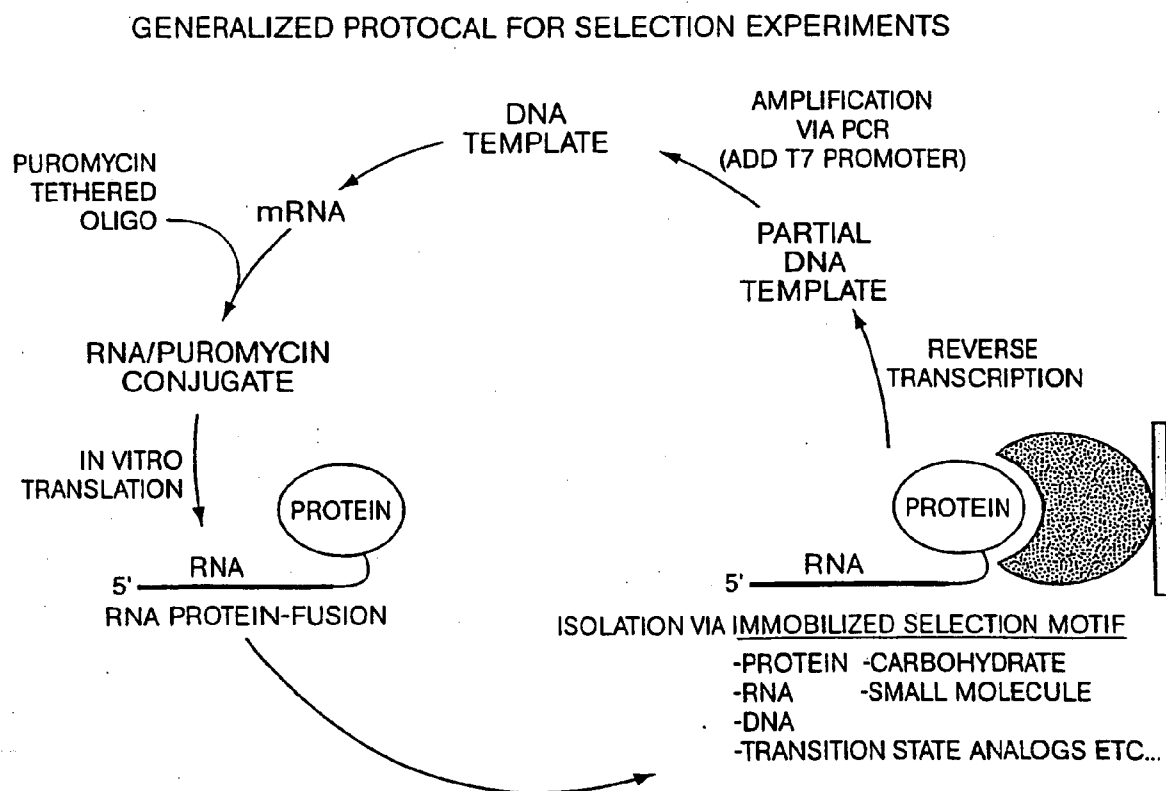 GENERALIZED PROTOCAL FOR SELECTION EXPERIMENTS
DNA
TEMPLATE
AMPLIFICATION
VIA PCR
(ADD T7 PROMOTER)
PUROMYCIN
TETHERED
OLIGO
mRNA
PARTIAL
DNA
TEMPLATE
RNA/PUROMYCIN
CONJUGATE
REVERSE
TRANSCRIPTION
IN VITRO
TRANSLATION
PROTEIN
RNA
5'
RNA PROTEIN-FUSION
PROTEIN
RNA
5'
ISOLATION VIA IMMOBILIZED SELECTION MOTIF
-PROTEIN -CARBOHYDRATE
-RNA -SMALL MOLECULE
-DNA
-TRANSITION STATE ANALOGS ETC...